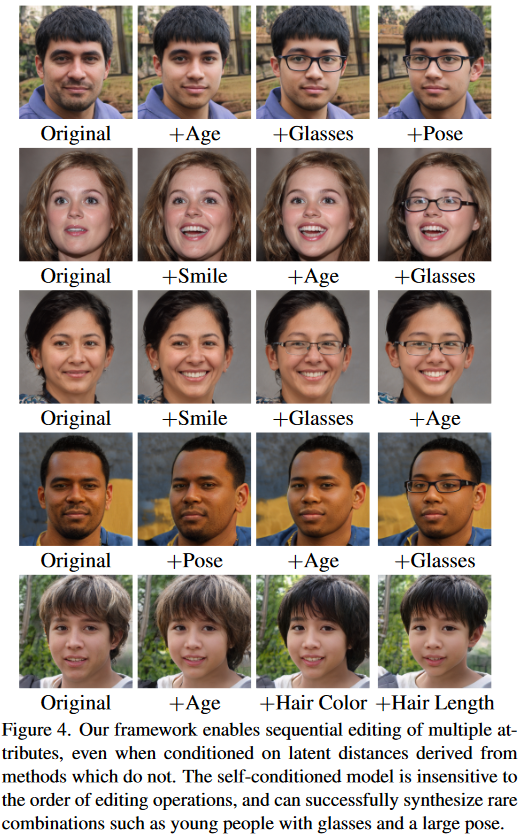 Original +Age +Glasses +Pose
Original +Smile +Age +Glasses
Original +Smile +Glasses +Age
Original +Pose +Age +Glasses
Original +Age +Hair Color +Hair Length
Figure 4. Our framework enables sequential editing of multiple at-
tributes, even when conditioned on latent distances derived from
methods which do not. The self-conditioned model is insensitive to
the order of editing operations, and can successfully synthesize rare
combinations such as young people with glasses and a large pose.